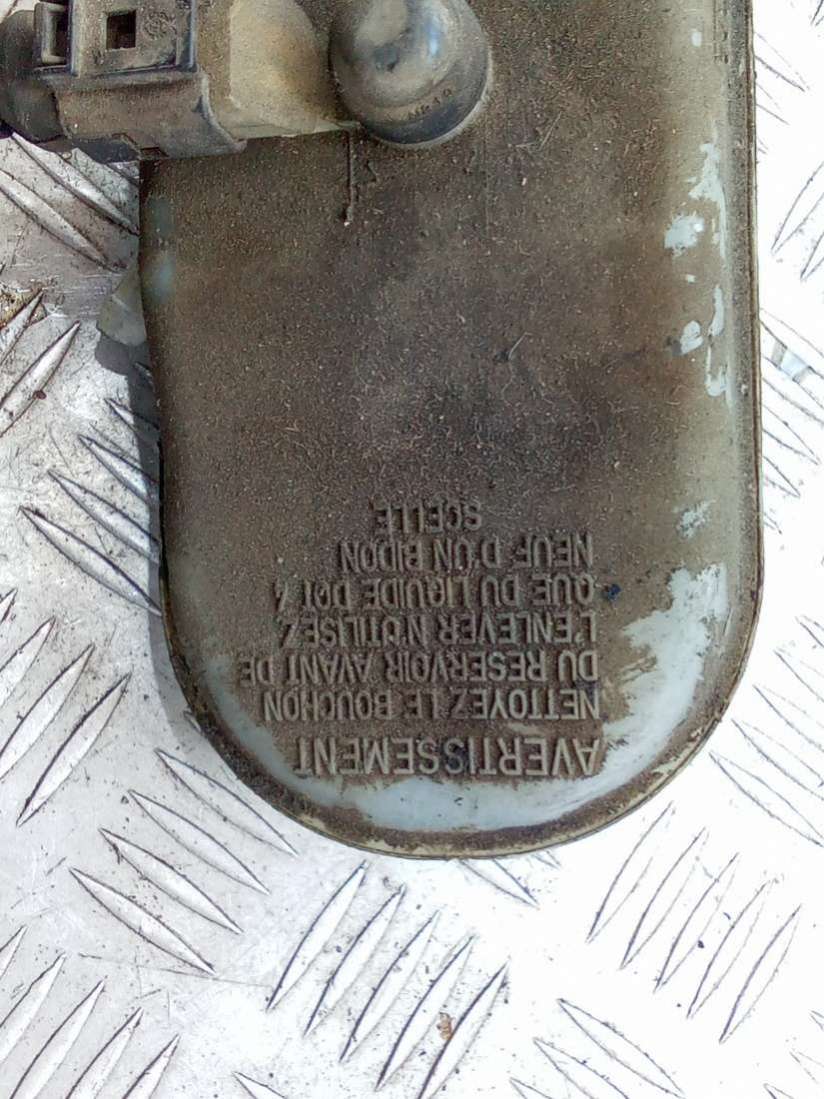 AVERTISSEMENT
NETTOYEZ LE BOUCHON
DU RESERVOIR AVANT DE
L'ENLEVER N'UTILISEZ
QUE DU LIQUIDE DOT 4
NEUF D'UN BIDON
SCELLE